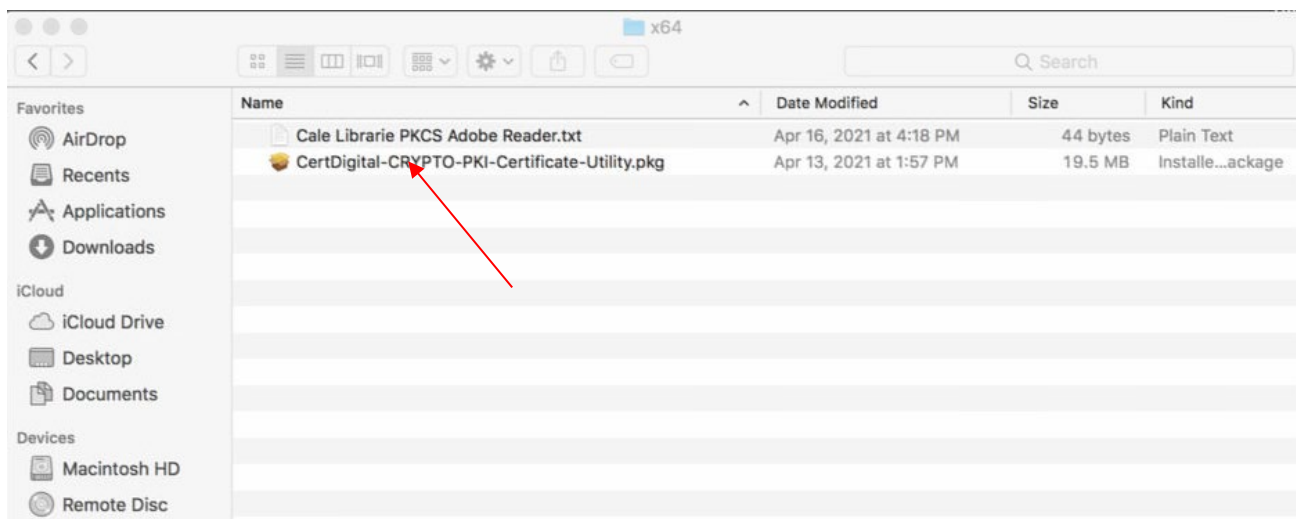 x64
Search
Favorites
AirDrop
Recents
Applications
Downloads
iCloud
iCloud Drive
Desktop
Documents
Devices
Macintosh HD
Remote Disc
Name Date Modified Size Kind
Cale Librarie PKCS Adobe Reader.txt Apr 16, 2021 at 4:18 PM 44 bytes Plain Text
CertDigital-CRYPTO-PKI-Certificate-Utility.pkg Apr 13, 2021 at 1:57 PM 19.5 MB Installe...ackage